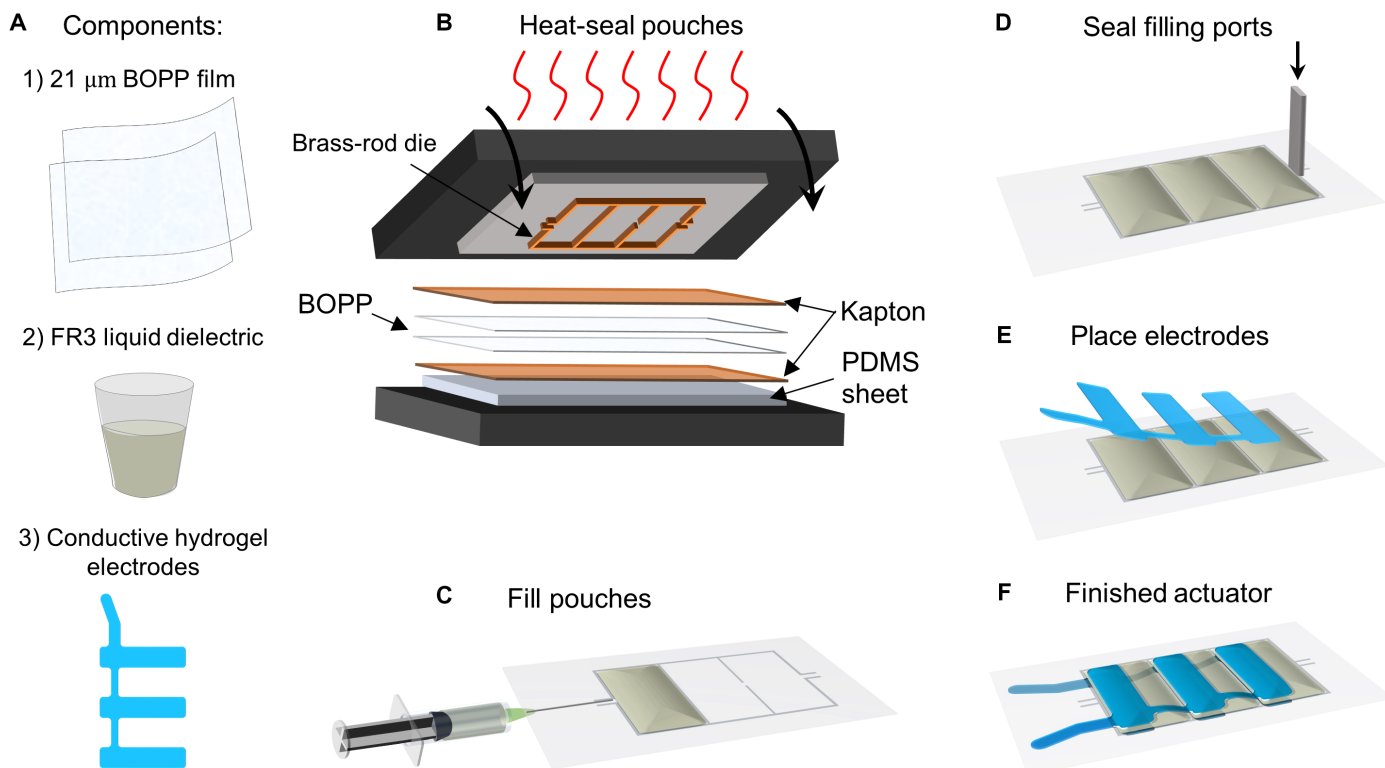 A
Components:
1) 21 μm BOPP film
2) FR3 liquid dielectric
3) Conductive hydrogel
electrodes
B
Heat-seal pouches
Brass-rod die
BOPP
Kapton
PDMS
sheet
C
Fill pouches
D
Seal filling ports
E
Place electrodes
F
Finished actuator